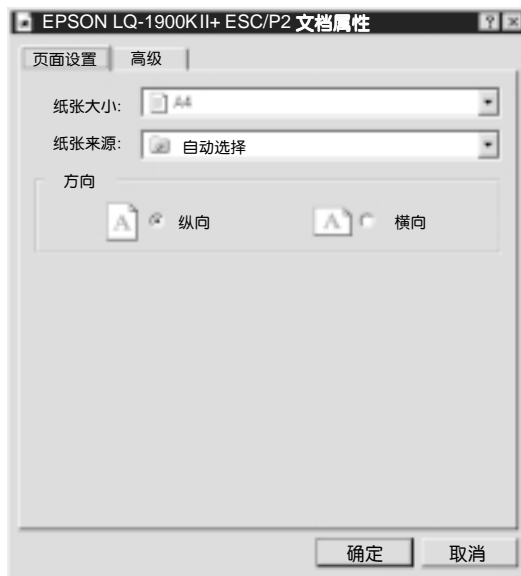 EPSON LQ-1900KII+ ESC/P2 文档属性
页面设置 高级
纸张大小: A4
纸张来源: 自动选择
方向
A 纵向 A 横向
确定 取消